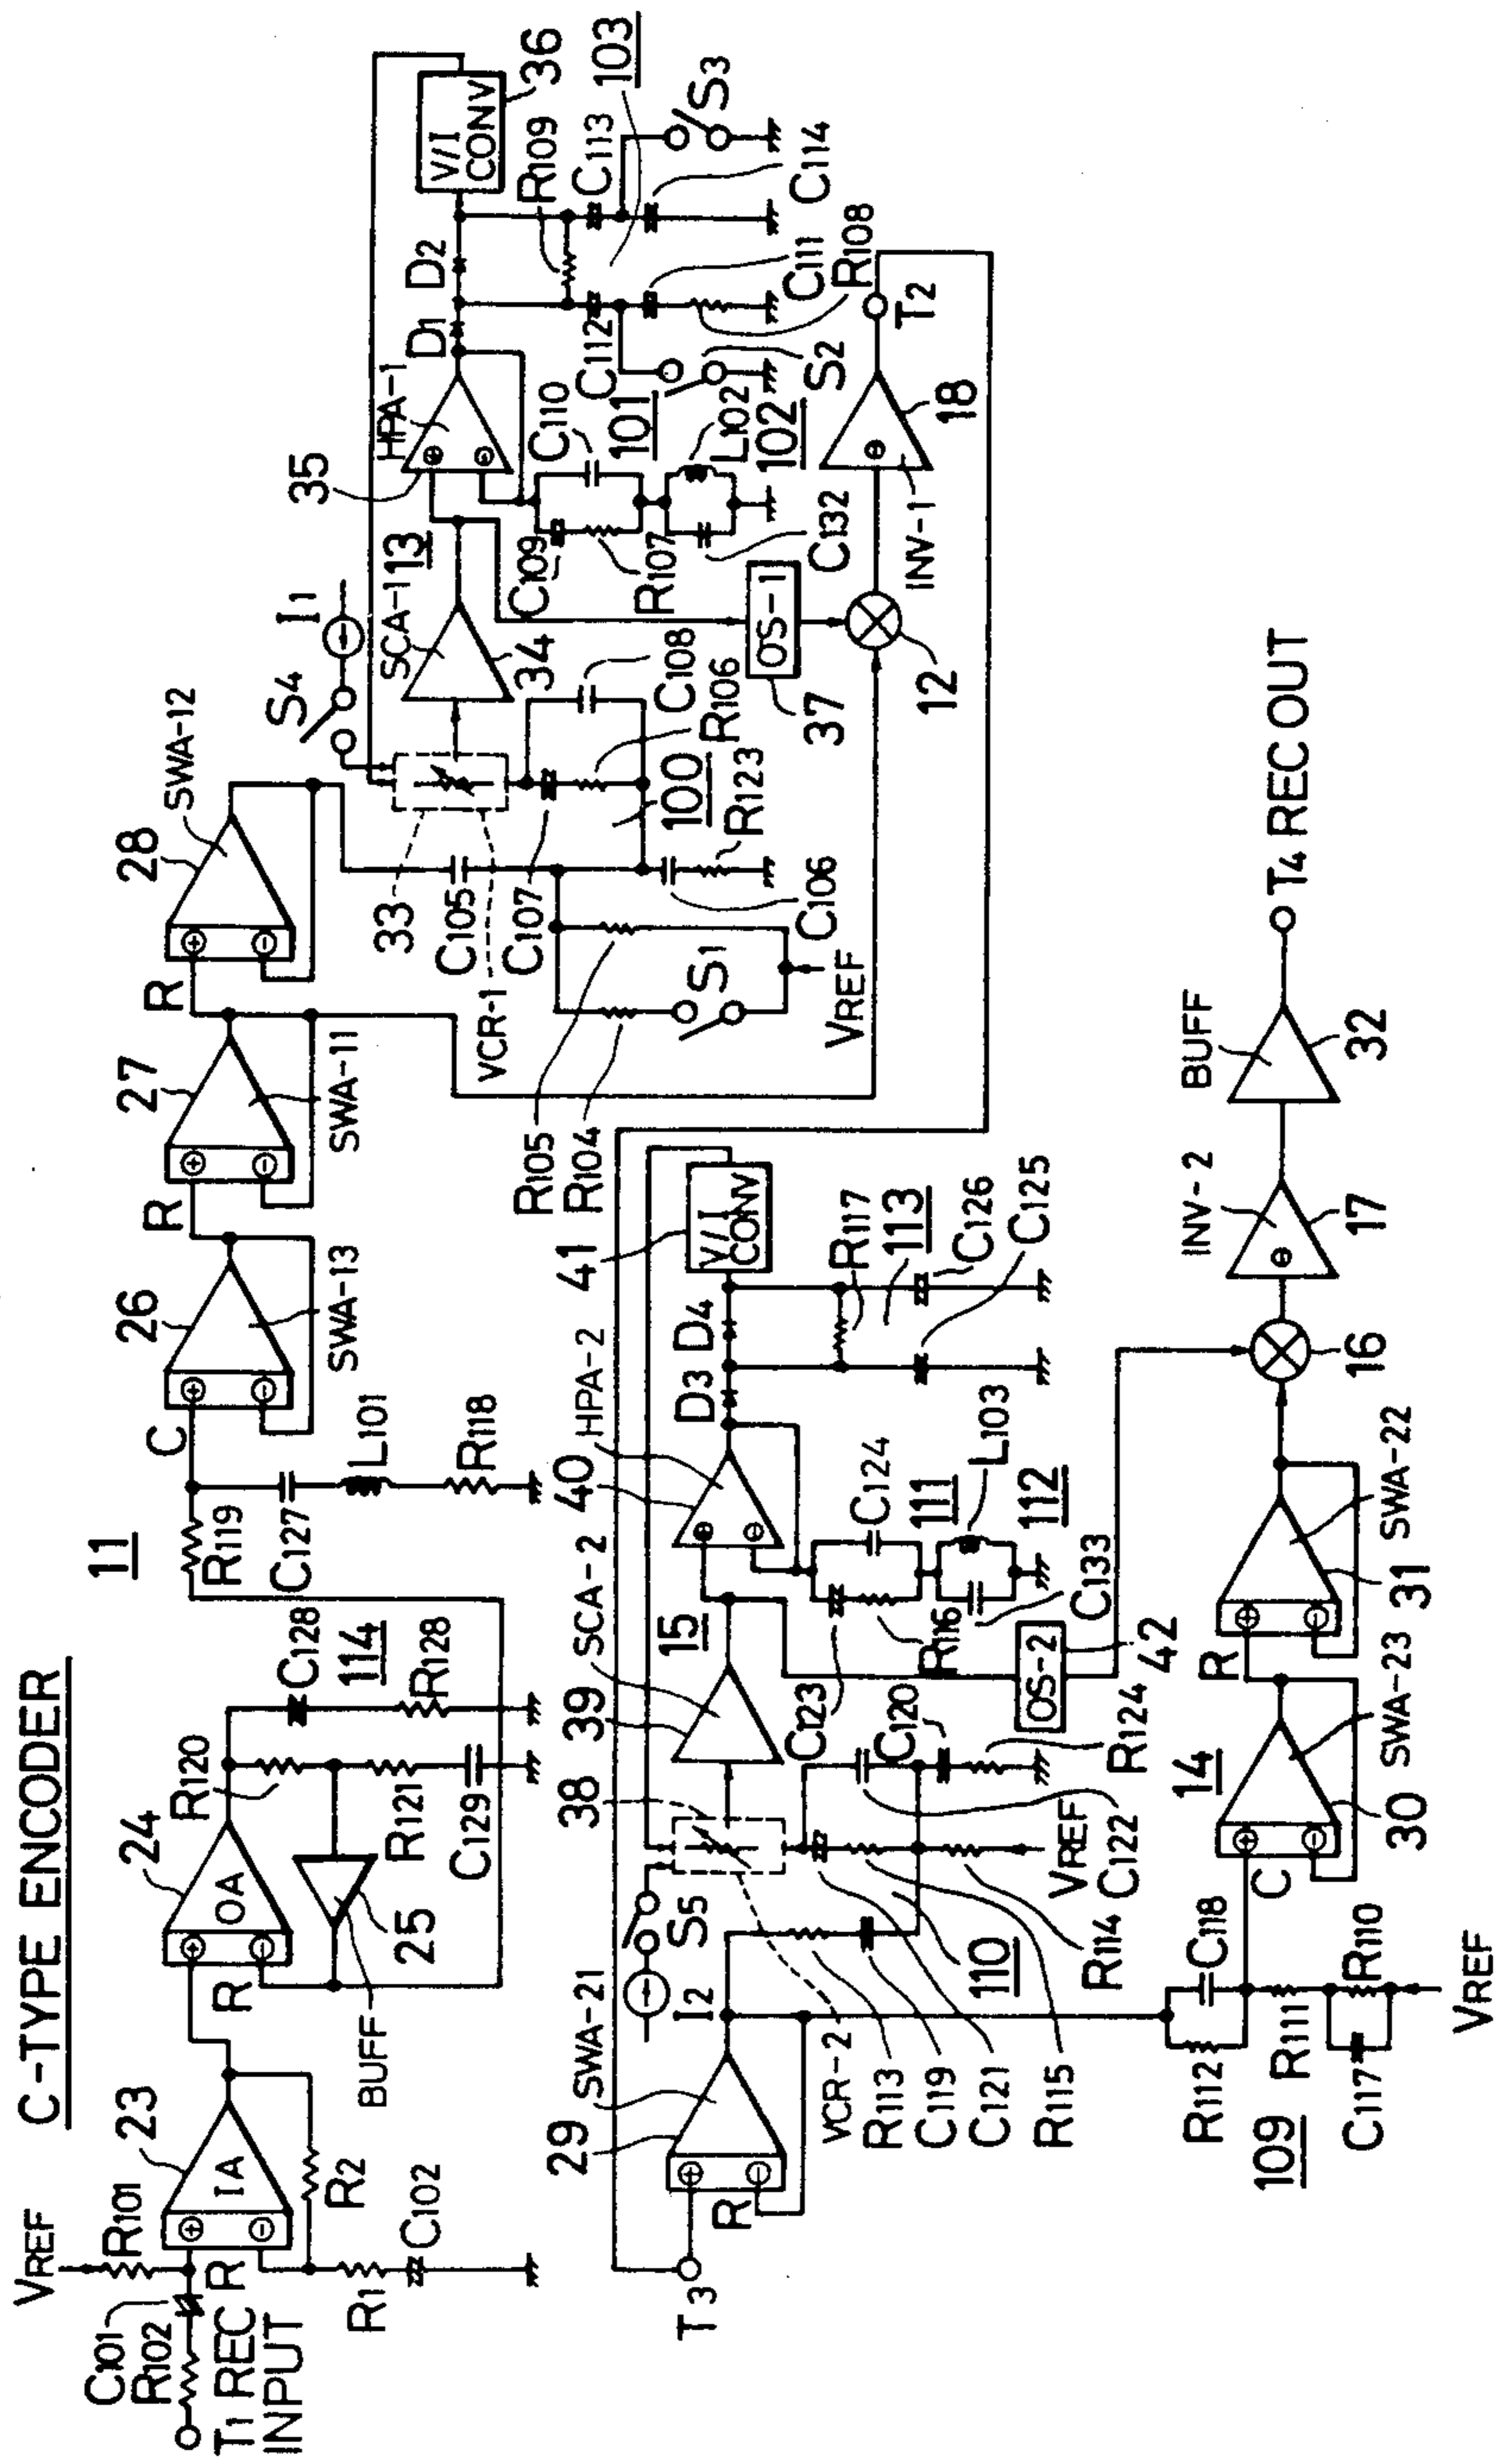 C-TYPE ENCODER
VREF
R101
C101
R102
T1 REC
INPUT
R
23
IA
R2
R1
C102
24
OA
R
R120
C128
114
R128
R121
C129
25
BUFF
11
R119
C127
L101
R118
C
26
SWA-13
R
27
SWA-11
R
28
SWA-12
S4
I1
33
VCR-1
C105
C107
R105
R104
S1
VREF
C106
R123
100
R106
C108
SCA-1
34
13
35
HPA-1
D1
D2
V/I
CONV
36
R109
C113
103
S3
C114
C111
R108
C112
S2
C110
101
L102
102
C109
R107
C132
OS-1
37
12
INV-1
18
T2
T3
R
29
SWA-21
I2
S5
VCR-2
R113
C119
C121
R115
110
R114
VREF
C122
R124
C120
C123
38
39
SCA-2
15
R116
OS-2
42
C133
112
L103
111
C124
40
HPA-2
D3
D4
41
V/I
CONV
R117
113
C126
C125
109
R112
C118
R111
R110
C117
VREF
C
30
14
SWA-23
R
31
SWA-22
16
INV-2
17
BUFF
32
T4 REC OUT